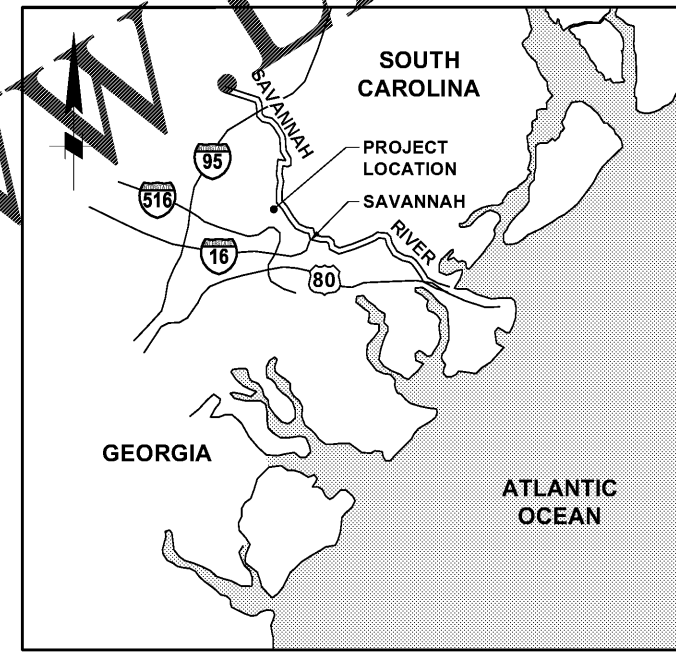 SOUTH
CAROLINA
SAVANNAH
PROJECT
LOCATION
95
SAVANNAH
516
RIVER
16
80
GEORGIA
ATLANTIC
OCEAN